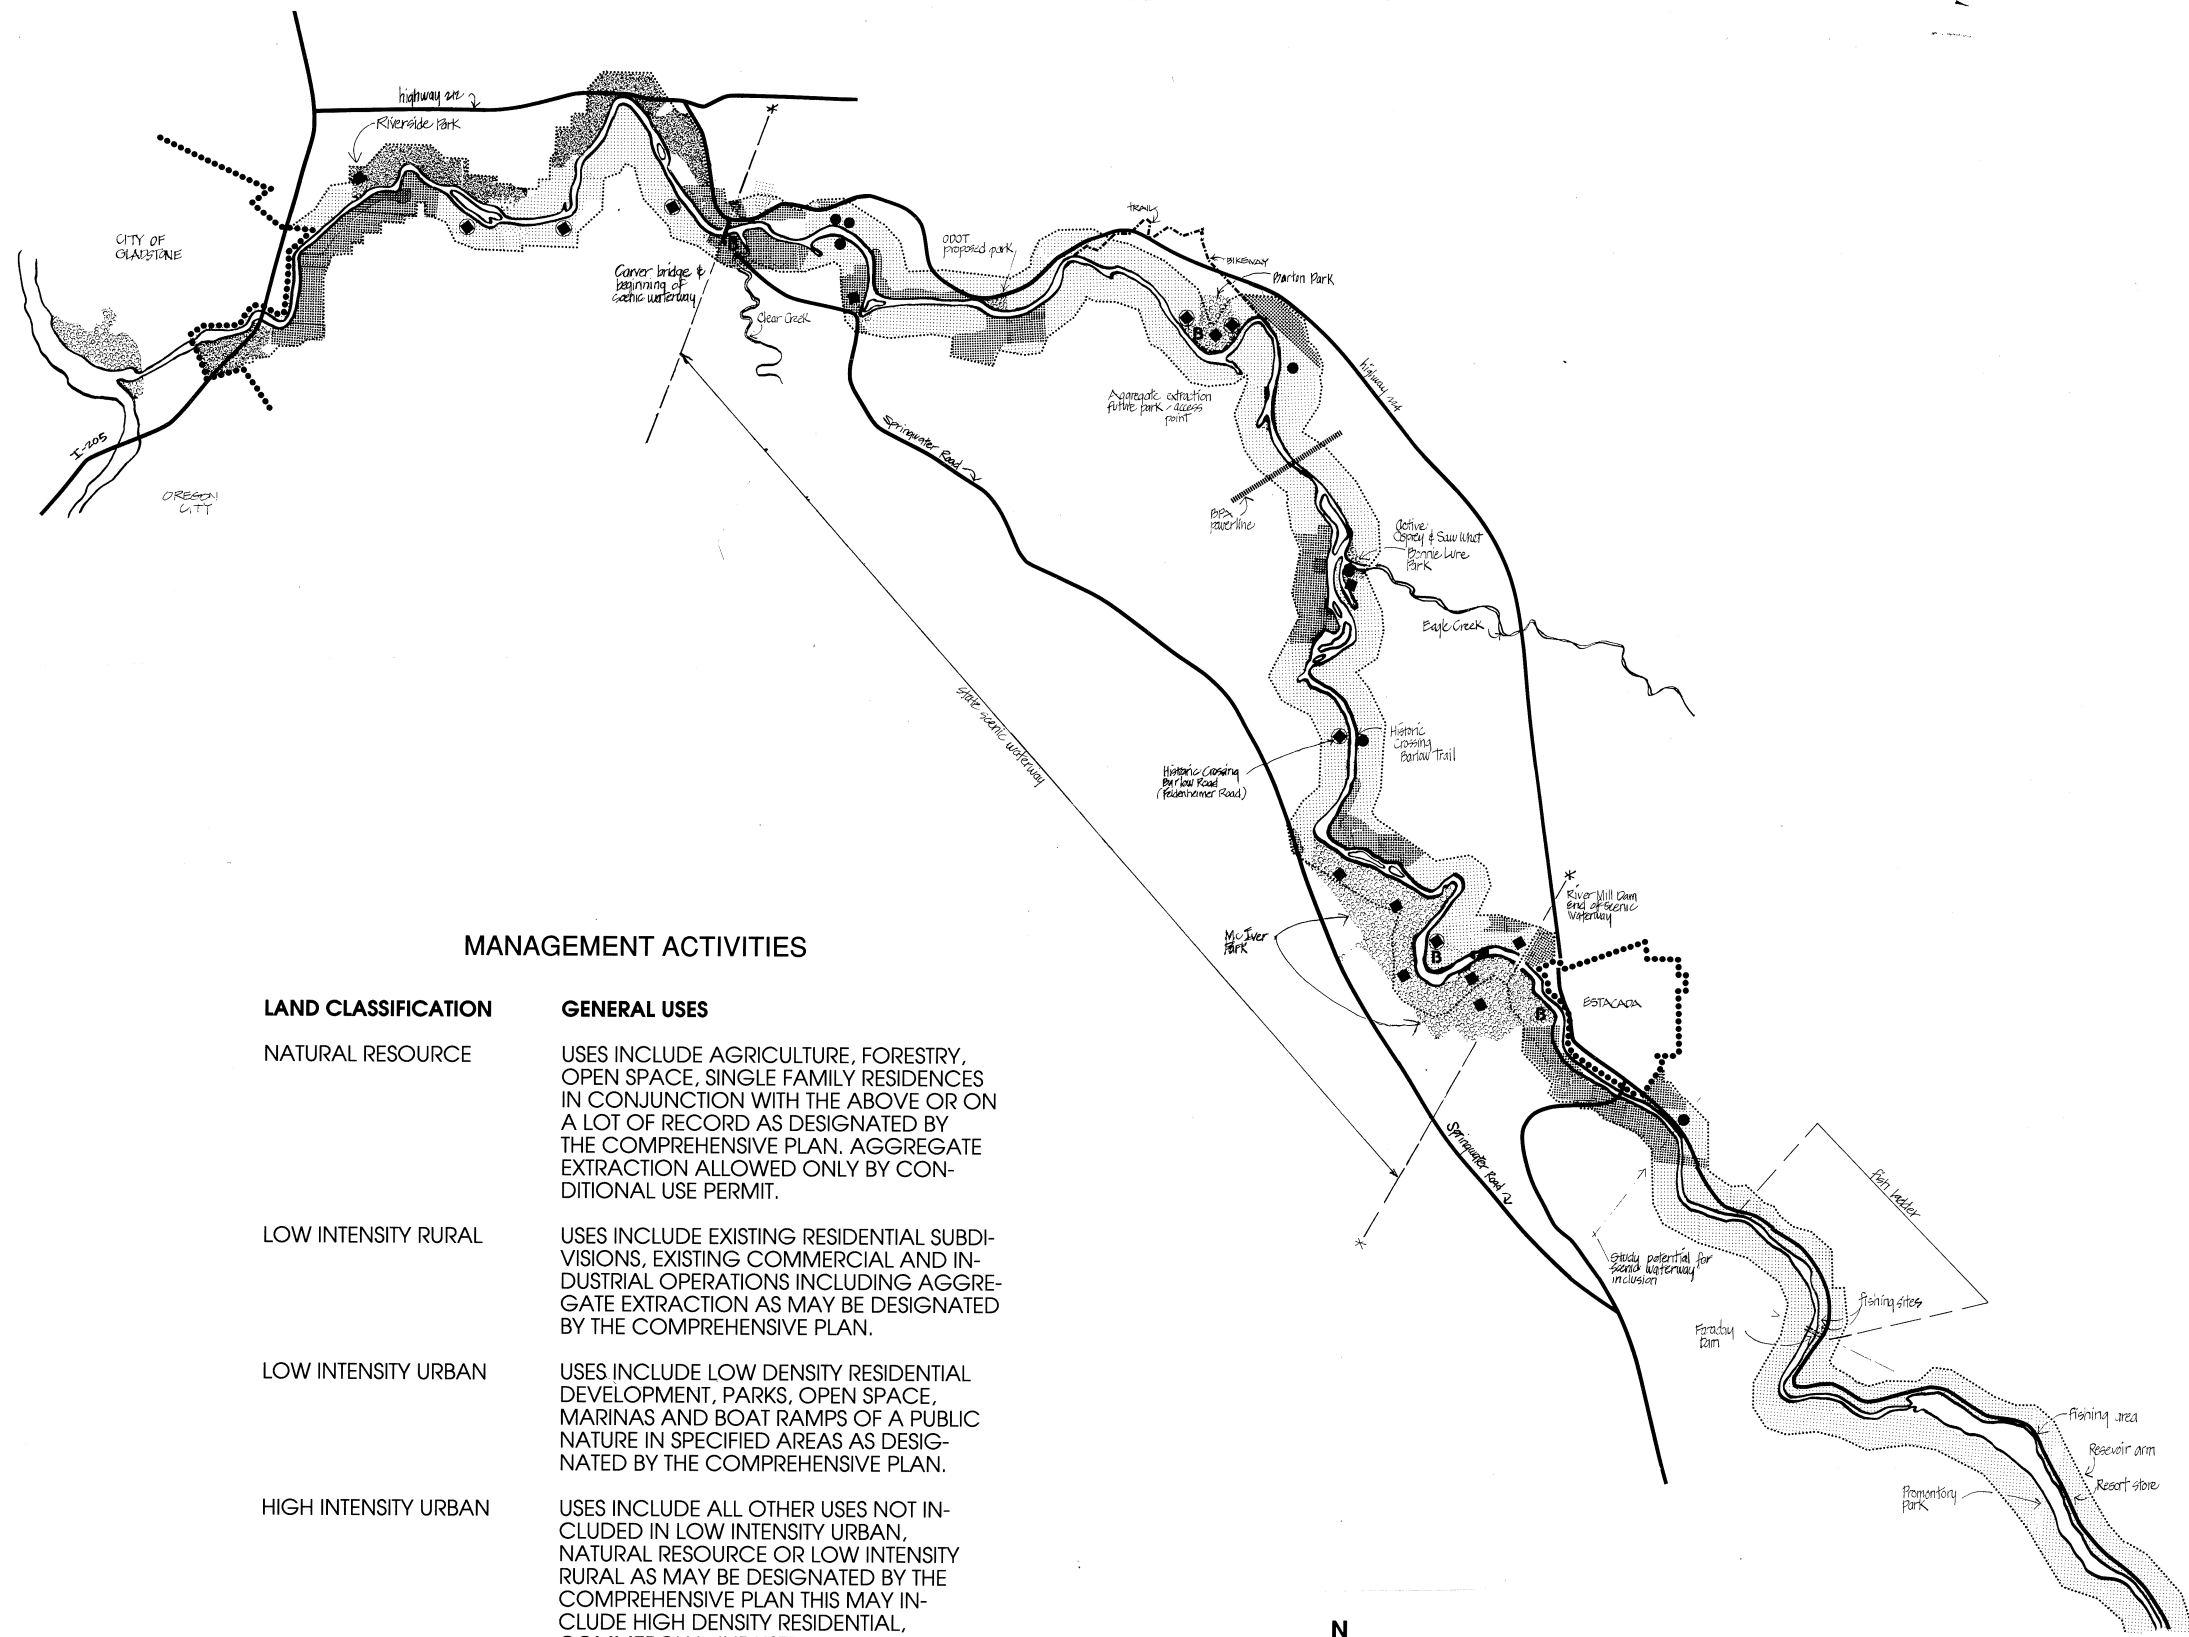 highway 212
Riverside Park
CITY OF
GLADSTONE
I-205
OREGON
CITY
Carver bridge &
beginning of
scenic waterway
Clear Creek
ODOT
proposed park
TRAIL
BIKEWAY
Barton Park
B
B
Aggregate extraction
future park / access
point
highway 224
Springwater Road
BPA
powerline
Active
Osprey & Saw Whet
Bonnie Lure
Park
Eagle Creek
State scenic waterway
Historic
Crossing
Barlow Trail
Historic Crossing
Barlow Road
(Feldenheimer Road)
River Mill Dam
End of scenic
waterway
McIver
Park
B
B
ESTACADA
Springwater Road
fish ladder
Study potential for
scenic waterway
inclusion
fishing sites
Faraday
Dam
Fishing area
Resevoir arm
Resort store
Promontory
Park
MANAGEMENT ACTIVITIES
LAND CLASSIFICATION
GENERAL USES
NATURAL RESOURCE
USES INCLUDE AGRICULTURE, FORESTRY,
OPEN SPACE, SINGLE FAMILY RESIDENCES
IN CONJUNCTION WITH THE ABOVE OR ON
A LOT OF RECORD AS DESIGNATED BY
THE COMPREHENSIVE PLAN. AGGREGATE
EXTRACTION ALLOWED ONLY BY CON-
DITIONAL USE PERMIT.
LOW INTENSITY RURAL
USES INCLUDE EXISTING RESIDENTIAL SUBDI-
VISIONS, EXISTING COMMERCIAL AND IN-
DUSTRIAL OPERATIONS INCLUDING AGGRE-
GATE EXTRACTION AS MAY BE DESIGNATED
BY THE COMPREHENSIVE PLAN.
LOW INTENSITY URBAN
USES INCLUDE LOW DENSITY RESIDENTIAL
DEVELOPMENT, PARKS, OPEN SPACE,
MARINAS AND BOAT RAMPS OF A PUBLIC
NATURE IN SPECIFIED AREAS AS DESIG-
NATED BY THE COMPREHENSIVE PLAN.
HIGH INTENSITY URBAN
USES INCLUDE ALL OTHER USES NOT IN-
CLUDED IN LOW INTENSITY URBAN,
NATURAL RESOURCE OR LOW INTENSITY
RURAL AS MAY BE DESIGNATED BY THE
COMPREHENSIVE PLAN THIS MAY IN-
CLUDE HIGH DENSITY RESIDENTIAL,
N